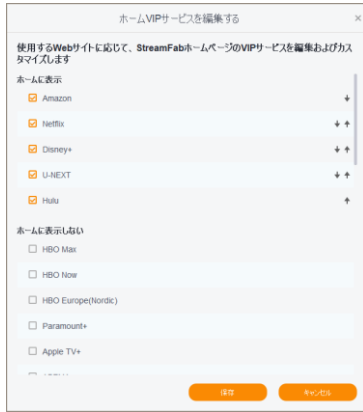 ホームVIPサービスを編集する
使用するWebサイトに応じて、StreamFabホームページのVIPサービスを編集およびカス
タマイズします
ホームに表示
Amazon
Netflix
Disney+
U-NEXT
Hulu
ホームに表示しない
HBO Max
HBO Now
HBO Europe(Nordic)
Paramount+
Apple TV+
保存
キャンセル